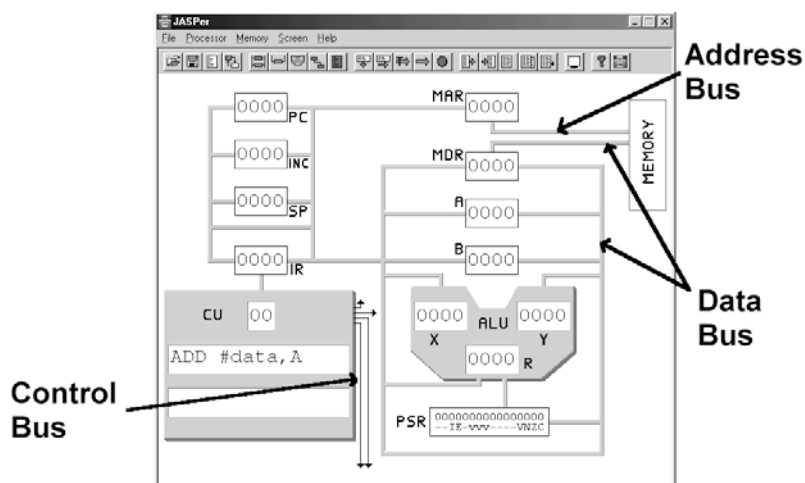 JASPer
File Processor Memory Screen Help
Address
Bus
0000 PC
MAR 0000
MEMORY
0000 INC
MDR 0000
0000 SP
A 0000
0000 IR
B 0000
Data
Bus
CU 00
0000 ALU 0000
X Y
ADD #data,A
0000 R
Control
Bus
PSR 0000000000000000
--IE-VVV----VNZC